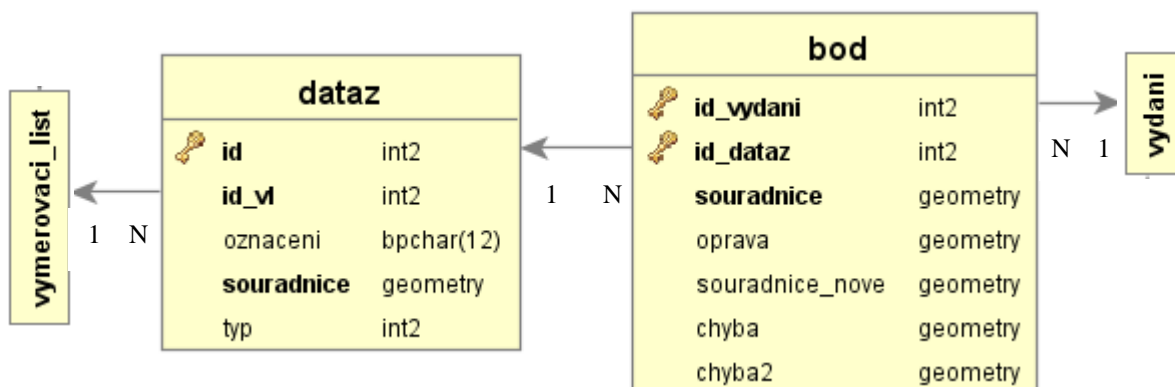 vymerovaci_list
1 N
dataz
id int2
id_vl int2
oznaceni bpchar(12)
souradnice geometry
typ int2
1 N
bod
id_vydani int2
id_dataz int2
souradnice geometry
oprava geometry
souradnice_nove geometry
chyba geometry
chyba2 geometry
N 1
vydani